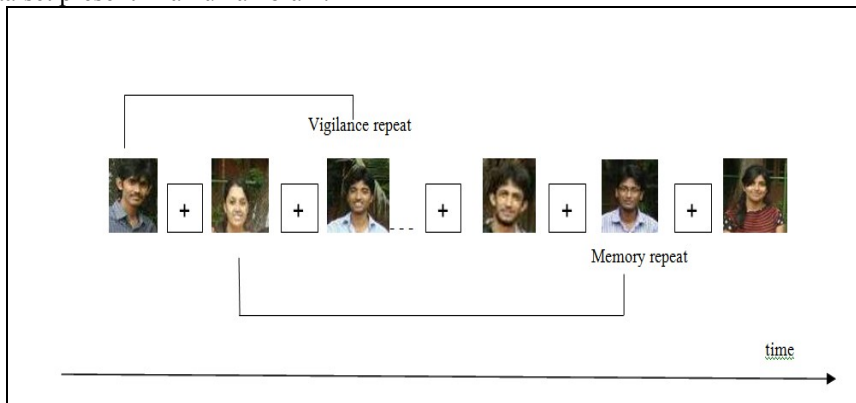 Vigilance repeat
+
+
- - -
+
+
+
Memory repeat
time